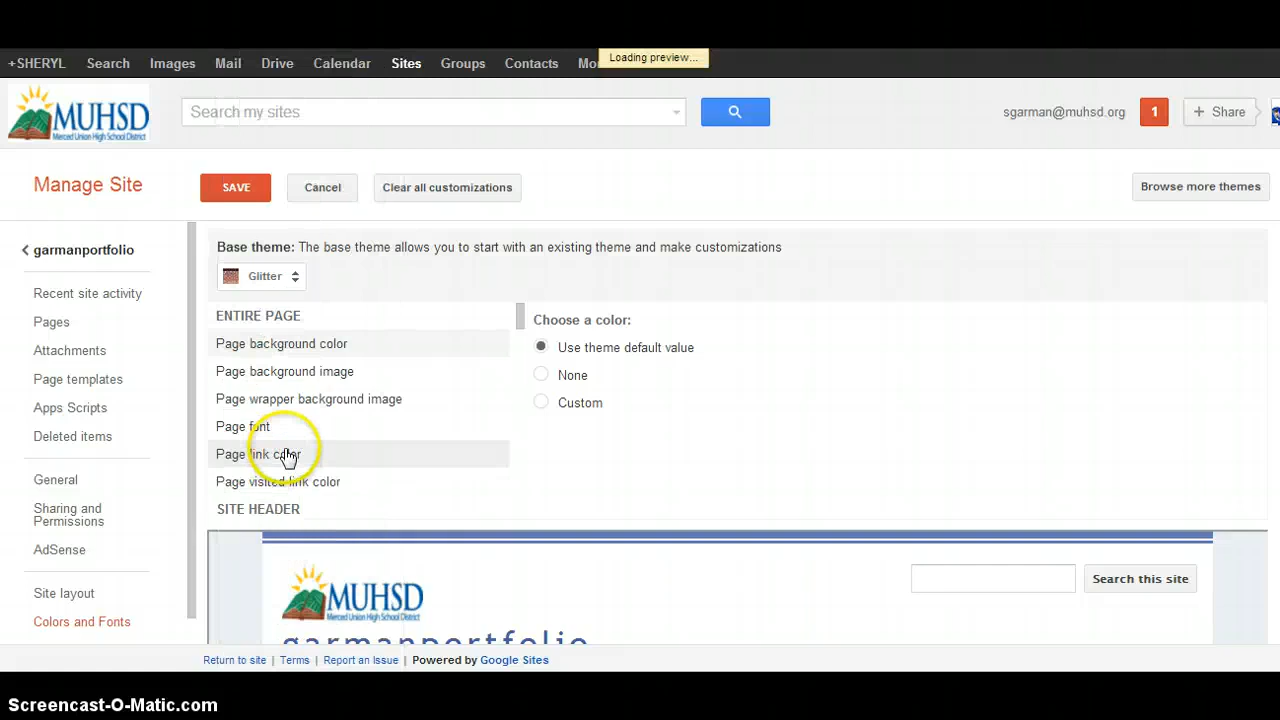 +SHERYL Search Images Mail Drive Calendar Sites Groups Contacts Mo
Loading preview...
MUHSD
Merced Union High School District
Search my sites
sgarman@muhsd.org 1 + Share
Manage Site
SAVE Cancel Clear all customizations Browse more themes
garmanportfolio
Recent site activity
Pages
Attachments
Page templates
Apps Scripts
Deleted items
General
Sharing and
Permissions
AdSense
Site layout
Colors and Fonts
Base theme: The base theme allows you to start with an existing theme and make customizations
Glitter
ENTIRE PAGE
Page background color
Page background image
Page wrapper background image
Page font
Page link color
Page visited link color
SITE HEADER
Choose a color:
Use theme default value
None
Custom
MUHSD
Merced Union High School District
Search this site
garmanportfolio
Return to site | Terms | Report an Issue | Powered by Google Sites
Screencast-O-Matic.com